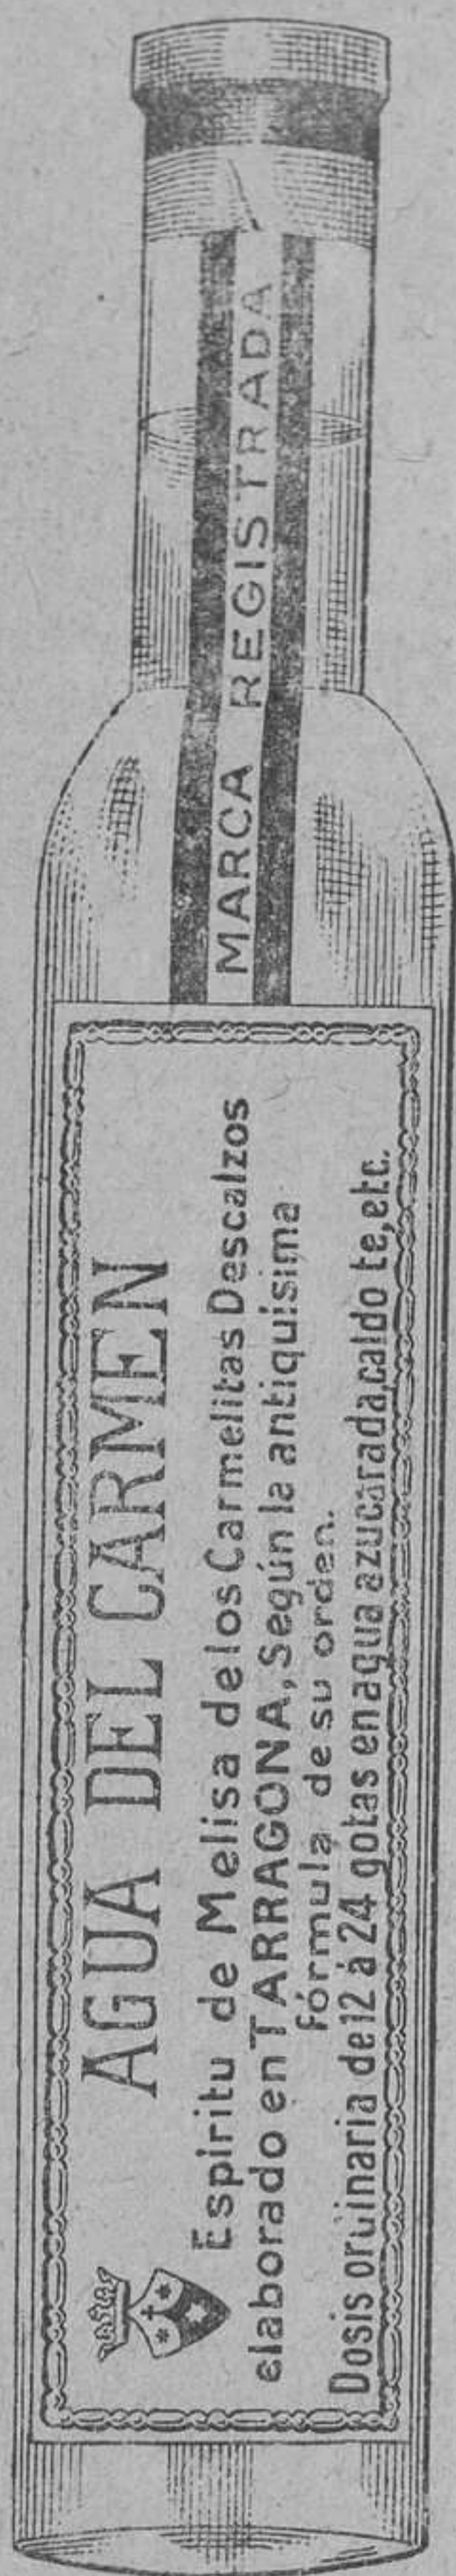 MARCA REGISTRADA
AGUA DEL CARMEN
Espiritu de Melisa de los Carmelitas Descalzos
elaborado en TARRAGONA, Según la antiquísima
fórmula de su orden.
Dosis ordinaria de 12 á 24 gotas en agua azucarada, caldo te, etc.